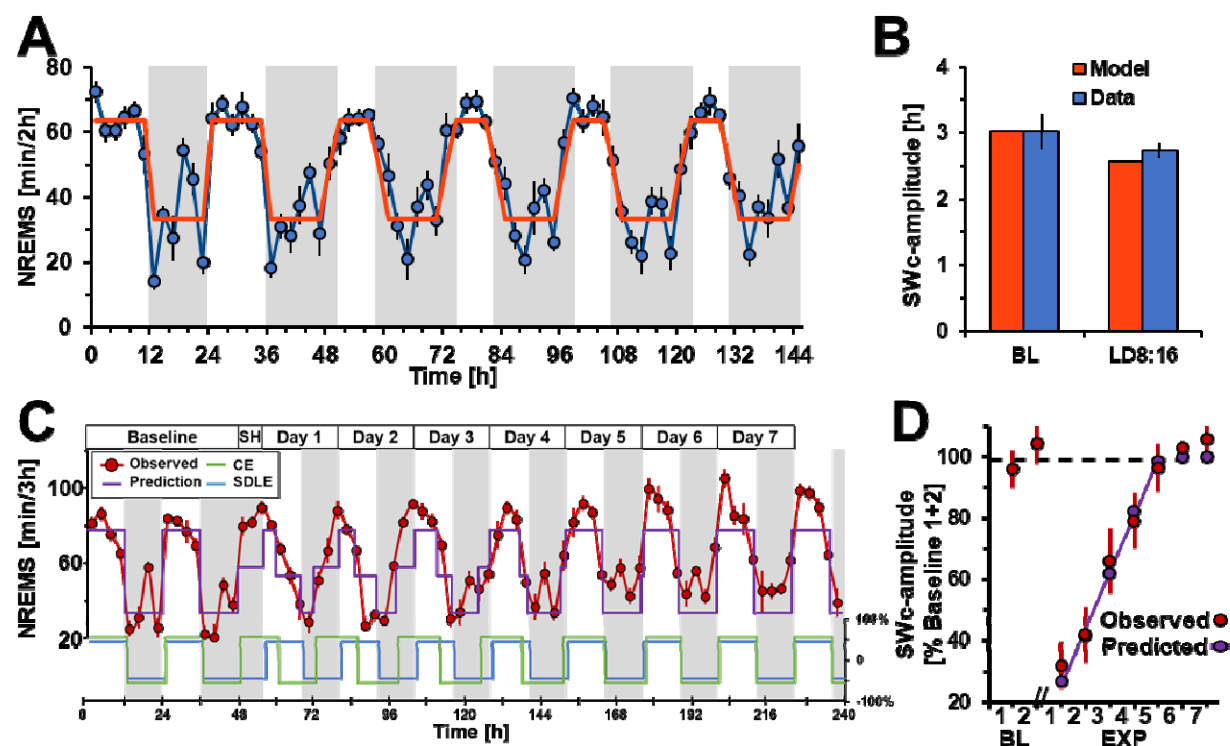 A
NREMS [min/2h]
80
60
40
20
0
0 12 24 36 48 60 72 84 96 108 120 132 144
Time [h]
B
SWc-amplitude [h]
4
3
2
1
0
Model
Data
BL LD8:16
C
Baseline SH Day 1 Day 2 Day 3 Day 4 Day 5 Day 6 Day 7
Observed CE
Prediction SDLE
NREMS [min/3h]
100
60
20
100%
0
-100%
0 24 48 72 96 120 144 168 192 216 240
Time [h]
D
SWc-amplitude
[% Baseline 1+2]
100
80
60
40
20
Observed
Predicted
1 2 // 1 2 3 4 5 6 7
BL EXP